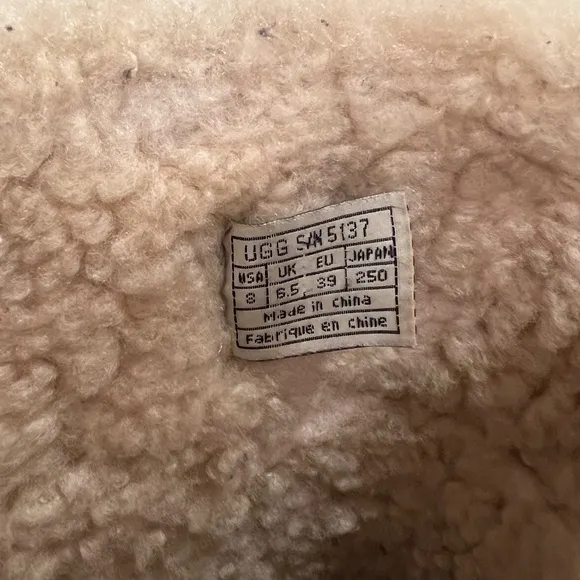 UGG S/N 5137
USA UK EU JAPAN
8 6.5 39 250
Made in China
Fabrique en chine